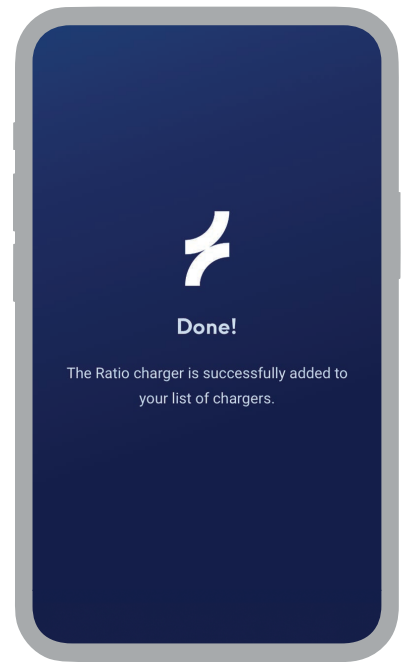 Done!
The Ratio charger is successfully added to
your list of chargers.